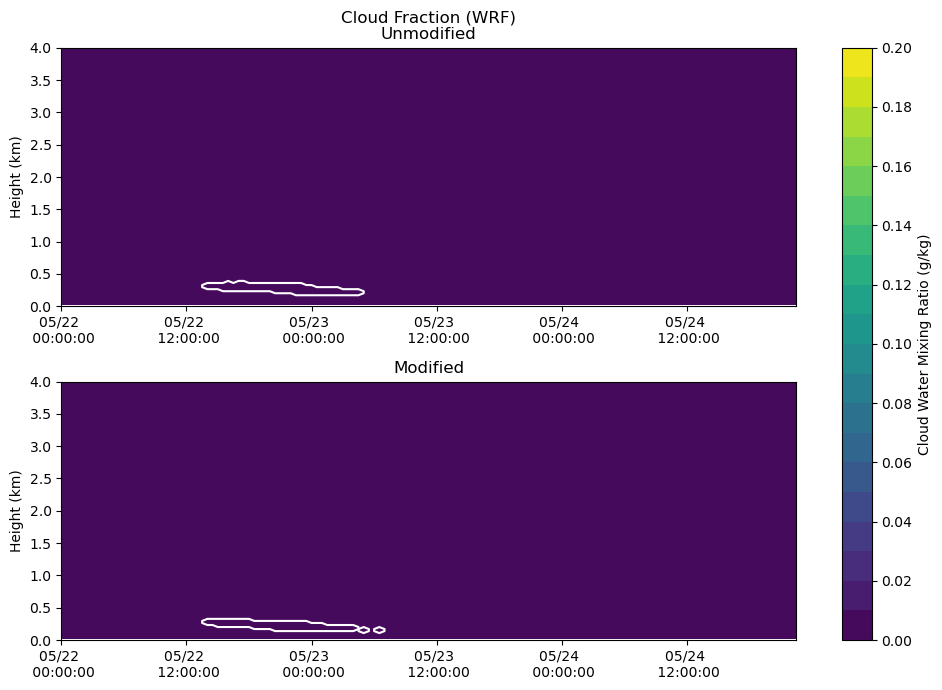 Cloud Fraction (WRF)
Unmodified
4.0
3.5
3.0
2.5
2.0
1.5
1.0
0.5
0.0
Height (km)
05/22 05/22 05/23 05/23 05/24 05/24
00:00:00 12:00:00 00:00:00 12:00:00 00:00:00 12:00:00
Modified
4.0
3.5
3.0
2.5
2.0
1.5
1.0
0.5
0.0
Height (km)
05/22 05/22 05/23 05/23 05/24 05/24
00:00:00 12:00:00 00:00:00 12:00:00 00:00:00 12:00:00
0.20
0.18
0.16
0.14
0.12
0.10
0.08
0.06
0.04
0.02
0.00
Cloud Water Mixing Ratio (g/kg)